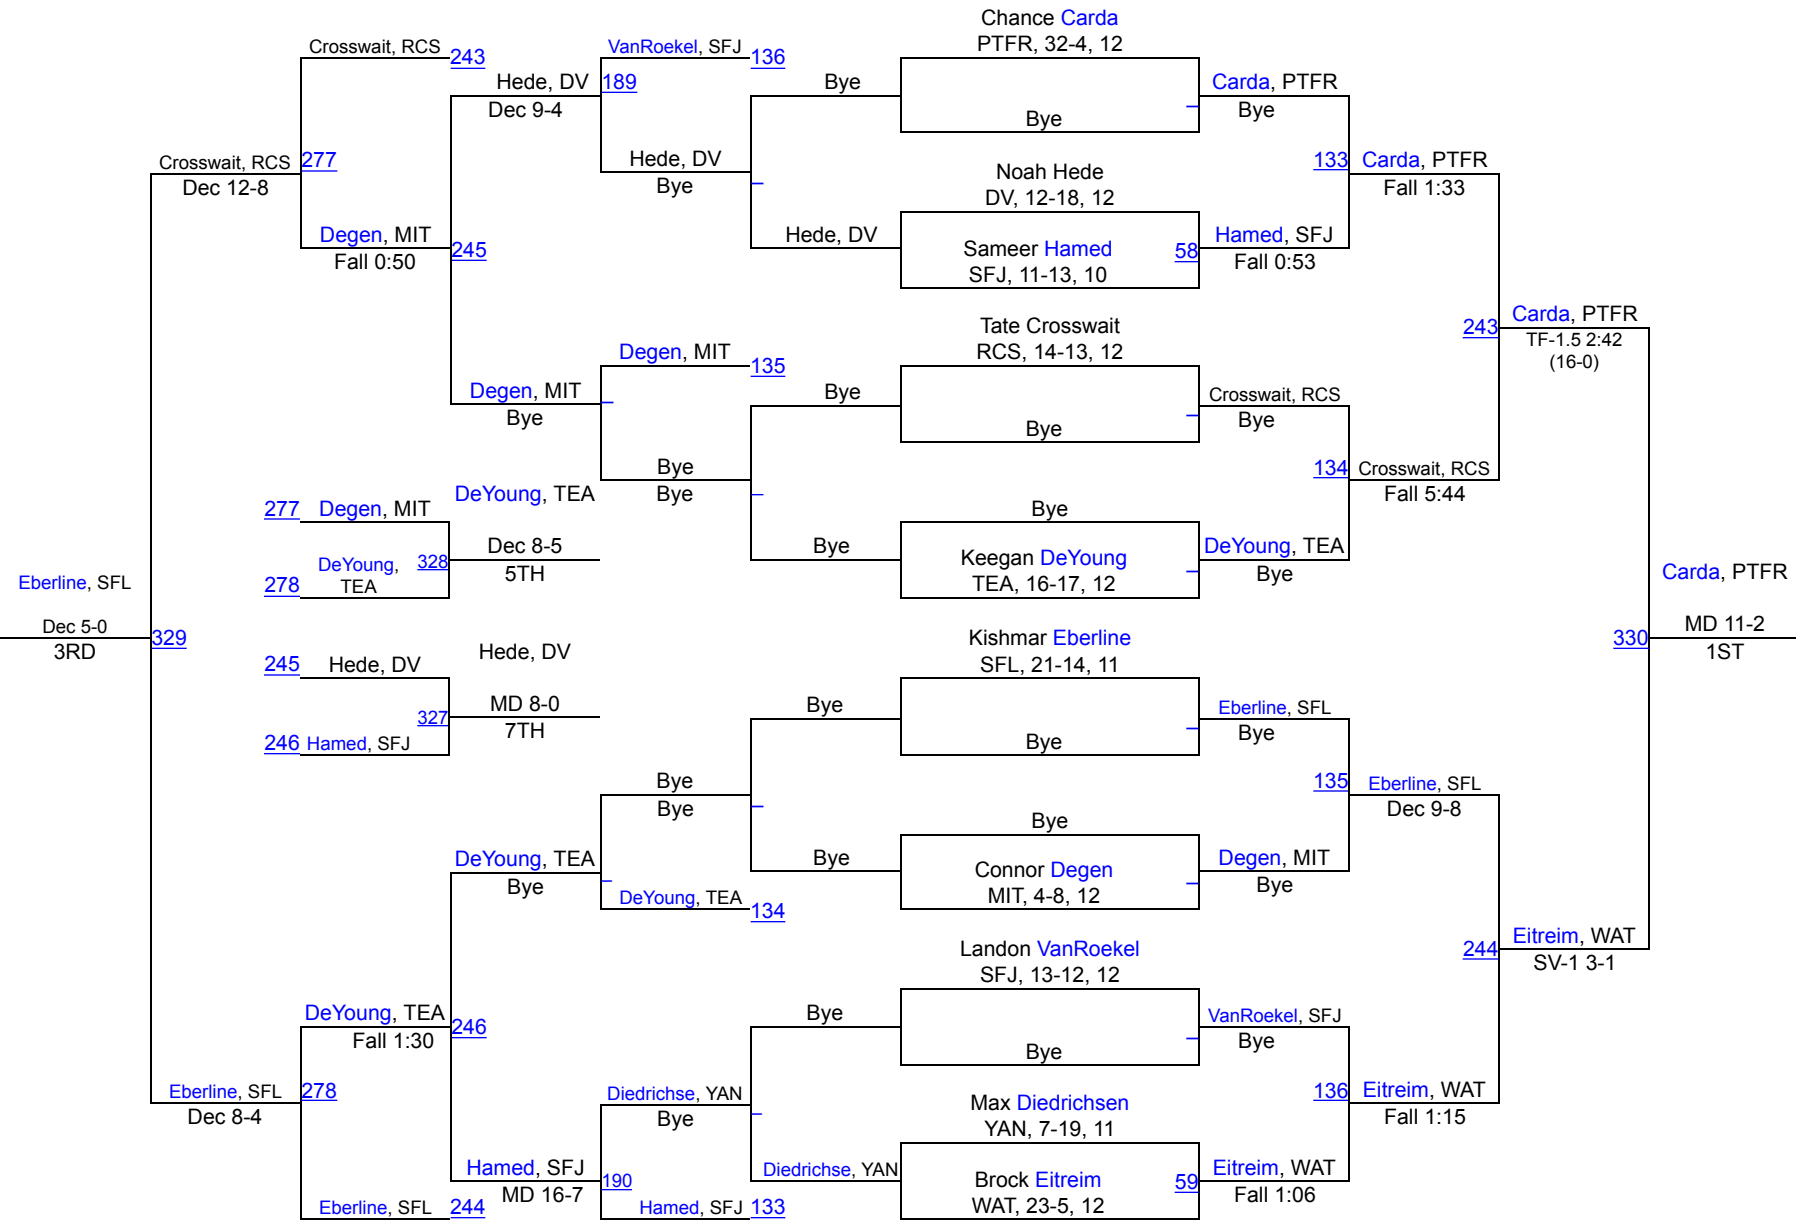 Chance Carda
PTFR, 32-4, 12
Crosswait, RCS
243
VanRoekel, SFJ
136
Hede, DV
189
Dec 9-4
Bye
Carda, PTFR
Bye
Bye
Crosswait, RCS
277
Dec 12-8
Hede, DV
Bye
Noah Hede
DV, 12-18, 12
133
Carda, PTFR
Fall 1:33
Degen, MIT
Fall 0:50
245
Hede, DV
Sameer Hamed
SFJ, 11-13, 10
58
Hamed, SFJ
Fall 0:53
Tate Crosswait
RCS, 14-13, 12
243
Carda, PTFR
TF-1.5 2:42
(16-0)
Degen, MIT
135
Degen, MIT
Bye
Bye
Bye
Crosswait, RCS
Bye
Bye
Bye
134
Crosswait, RCS
Fall 5:44
DeYoung, TEA
277
Degen, MIT
Bye
Dec 8-5
5TH
328
DeYoung,
TEA
278
Bye
Keegan DeYoung
TEA, 16-17, 12
DeYoung, TEA
Bye
Eberline, SFL
Dec 5-0
3RD
329
Carda, PTFR
MD 11-2
1ST
330
Kishmar Eberline
SFL, 21-14, 11
245
Hede, DV
Hede, DV
MD 8-0
7TH
327
246
Hamed, SFJ
Bye
Bye
Eberline, SFL
Bye
Bye
Bye
135
Eberline, SFL
Dec 9-8
Bye
DeYoung, TEA
Bye
Bye
Connor Degen
MIT, 4-8, 12
Degen, MIT
Bye
DeYoung, TEA
134
Landon VanRoekel
SFJ, 13-12, 12
244
Eitreim, WAT
SV-1 3-1
DeYoung, TEA
Fall 1:30
246
Bye
Bye
VanRoekel, SFJ
Bye
Eberline, SFL
Dec 8-4
278
Diedrichse, YAN
Bye
Max Diedrichsen
YAN, 7-19, 11
136
Eitreim, WAT
Fall 1:15
Hamed, SFJ
MD 16-7
190
Diedrichse, YAN
Brock Eitreim
WAT, 23-5, 12
59
Eitreim, WAT
Fall 1:06
Eberline, SFL
244
Hamed, SFJ
133